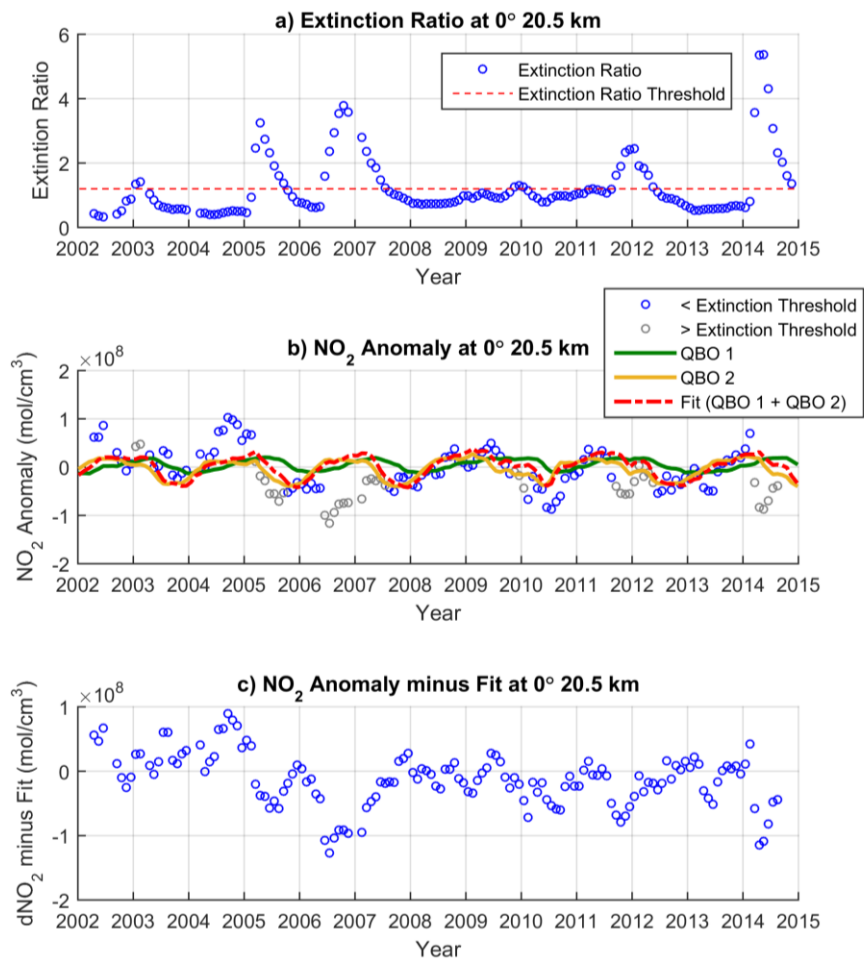 a) Extinction Ratio at 0° 20.5 km
Extintion Ratio
6
4
2
0
Extinction Ratio
Extinction Ratio Threshold
2002 2003 2004 2005 2006 2007 2008 2009 2010 2011 2012 2013 2014 2015
Year
< Extinction Threshold
> Extinction Threshold
QBO 1
QBO 2
Fit (QBO 1 + QBO 2)
b) NO₂ Anomaly at 0° 20.5 km
×10⁸
NO₂ Anomaly (mol/cm³)
2
1
0
-1
-2
2002 2003 2004 2005 2006 2007 2008 2009 2010 2011 2012 2013 2014 2015
Year
c) NO₂ Anomaly minus Fit at 0° 20.5 km
×10⁸
dNO₂ minus Fit (mol/cm³)
1
0
-1
-2
2002 2003 2004 2005 2006 2007 2008 2009 2010 2011 2012 2013 2014 2015
Year